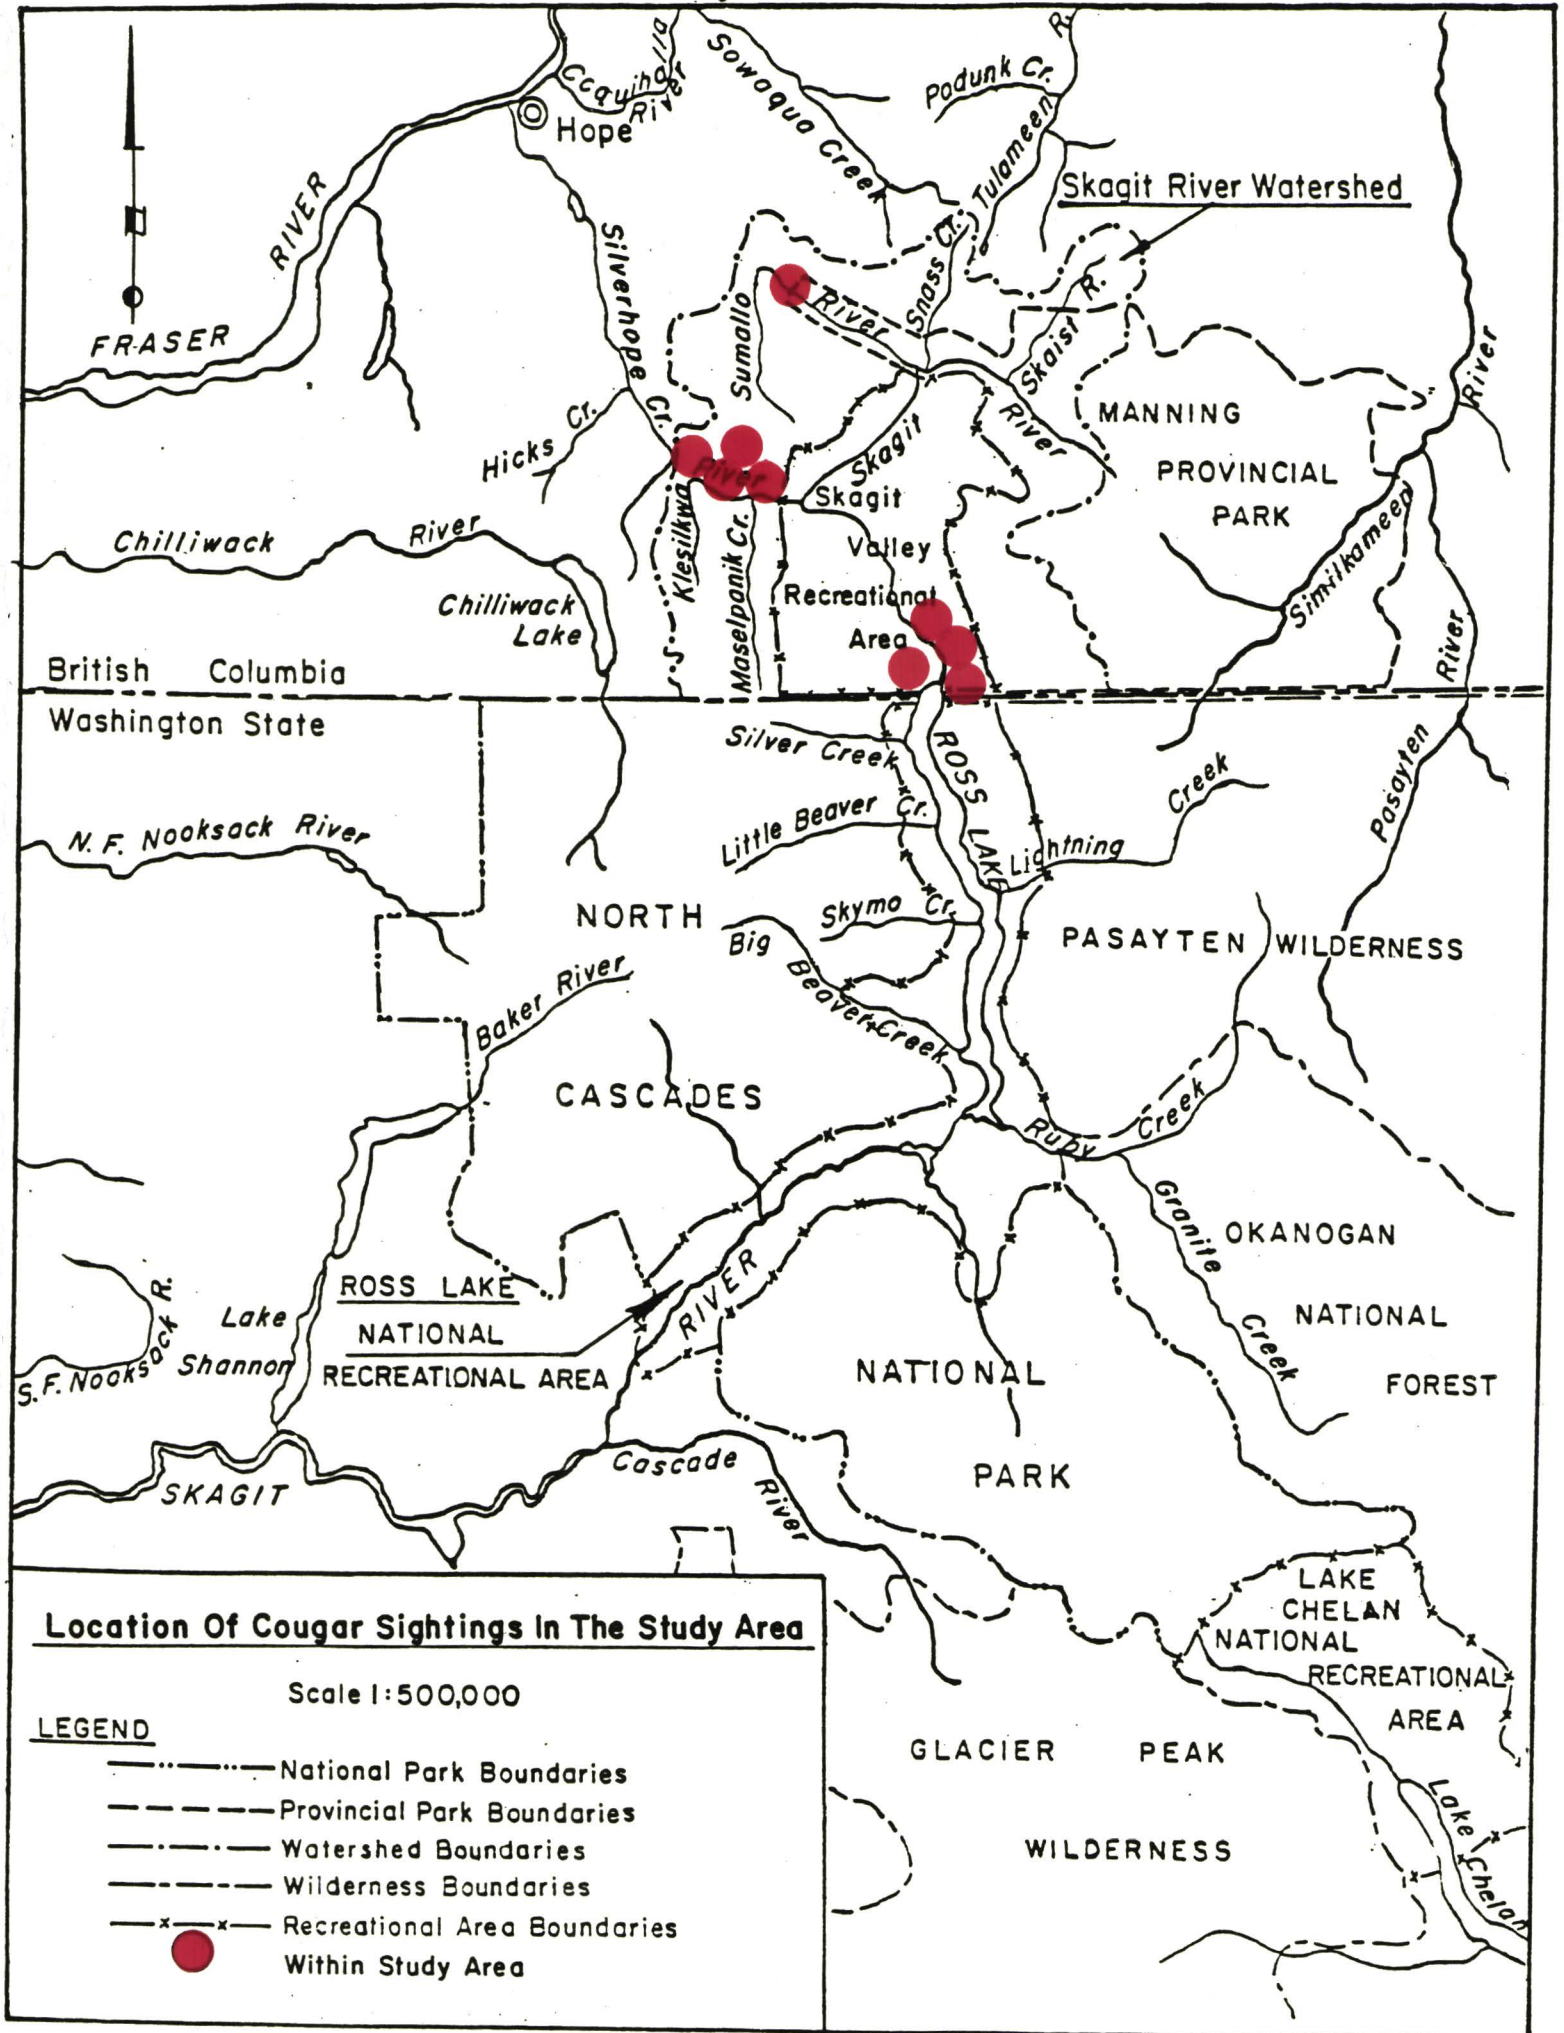 Coquihalla
River
Hope
Sowaqua Creek
Podunk Cr.
R.
Tulameen
Skagit River Watershed
RIVER
FRASER
Silverhope Cr.
Sumallo
River
Snass Cr.
Skaist R.
River
MANNING
PROVINCIAL
PARK
River
Hicks Cr.
River
Klesilkwa
Maselpanik Cr.
Skagit
Skagit
Valley
Recreational
Area
Similkameen
River
Chilliwack River
Chilliwack
Lake
British Columbia
Washington State
Silver Creek
ROSS LAKE
Little Beaver Cr.
Lightning Creek
Pasayten
N.F. Nooksack River
NORTH
Skymo Cr.
Big Beaver Creek
PASAYTEN WILDERNESS
Baker River
CASCADES
Ruby Creek
Granite Creek
OKANOGAN
NATIONAL
FOREST
ROSS LAKE
NATIONAL
RECREATIONAL AREA
RIVER
Lake
Shannon
S.F. Nooksack R.
NATIONAL
PARK
SKAGIT
Cascade River
LAKE
CHELAN
NATIONAL
RECREATIONAL
AREA
GLACIER PEAK
WILDERNESS
Lake Chelan
Location Of Cougar Sightings In The Study Area
Scale 1:500,000
LEGEND
National Park Boundaries
Provincial Park Boundaries
Watershed Boundaries
Wilderness Boundaries
Recreational Area Boundaries
Within Study Area